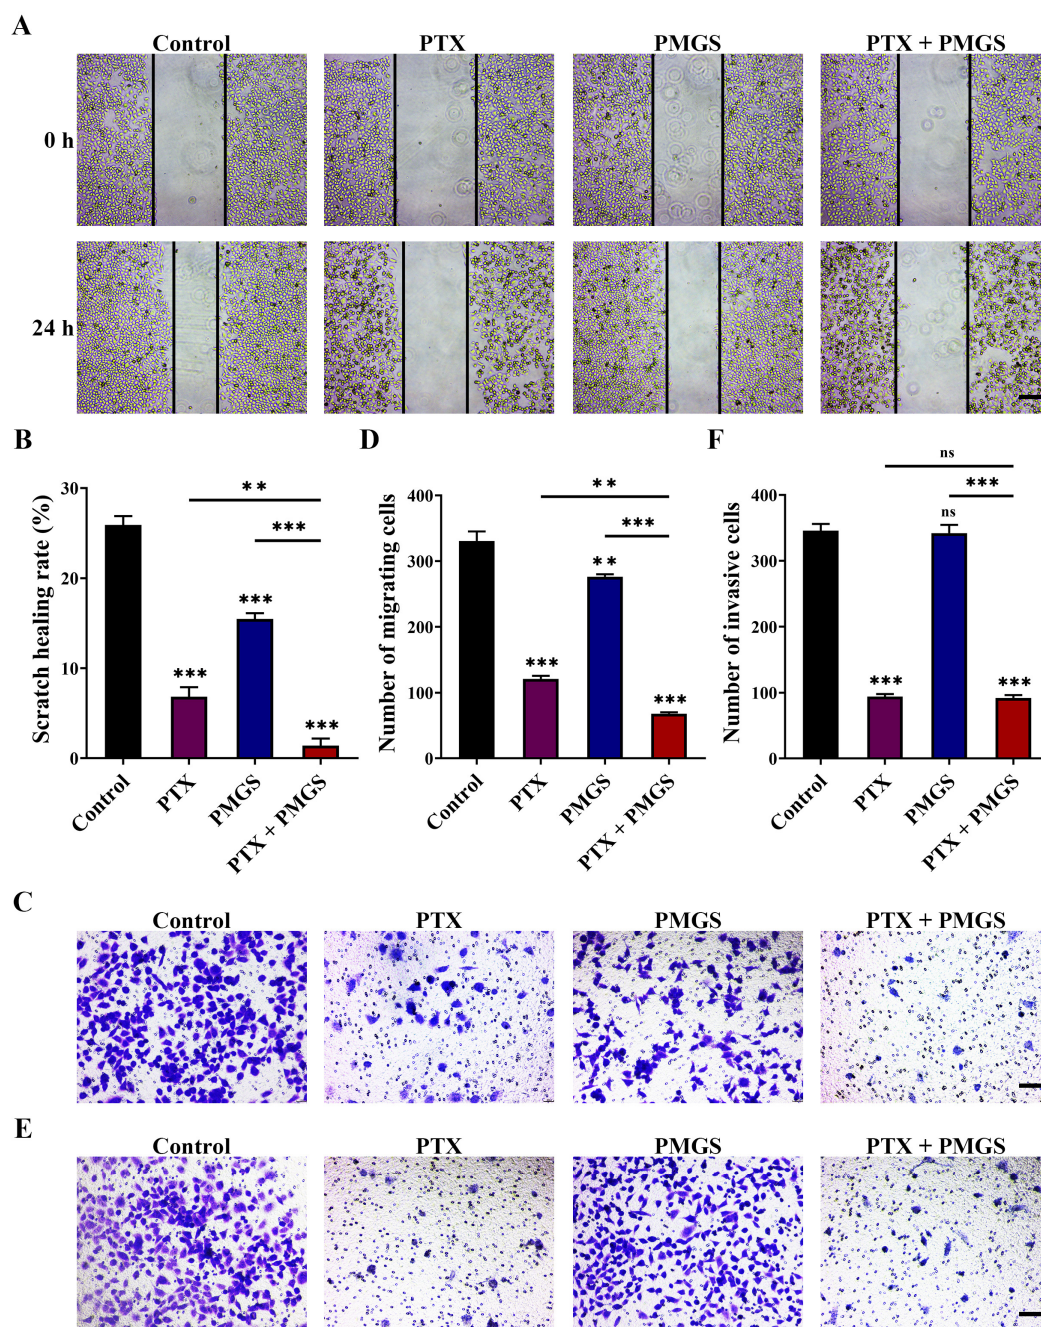 A
Control PTX PMGS PTX + PMGS
0 h
24 h
B
Scratch healing rate (%)
30
20
10
0
**
***
***
***
***
Control PTX PMGS PTX + PMGS
D
Number of migrating cells
400
300
200
100
0
**
***
**
***
***
Control PTX PMGS PTX + PMGS
F
Number of invasive cells
400
300
200
100
0
ns
***
ns
***
***
Control PTX PMGS PTX + PMGS
C
Control PTX PMGS PTX + PMGS
E
Control PTX PMGS PTX + PMGS